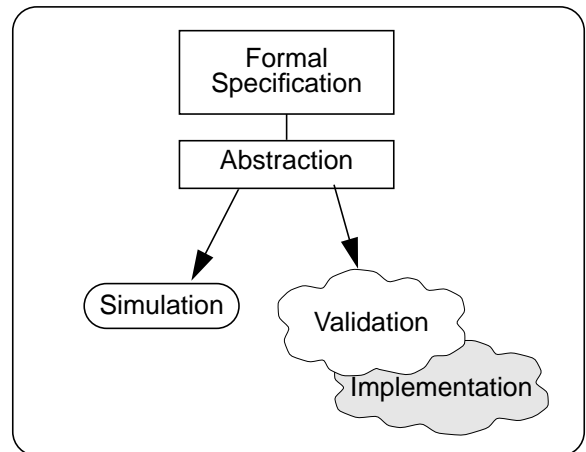 Formal
Specification
Abstraction
Simulation
Validation
Implementation